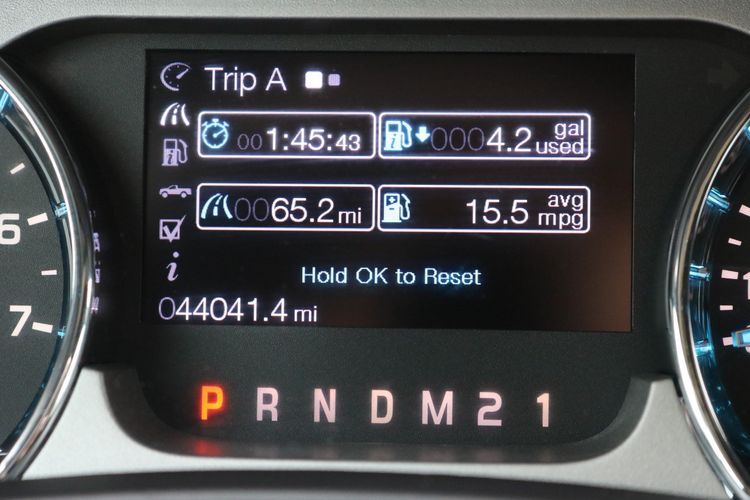 Trip A
001:45:43
0004.2 gal used
0065.2 mi
15.5 avg mpg
Hold OK to Reset
044041.4 mi
6
7
P R N D M 2 1